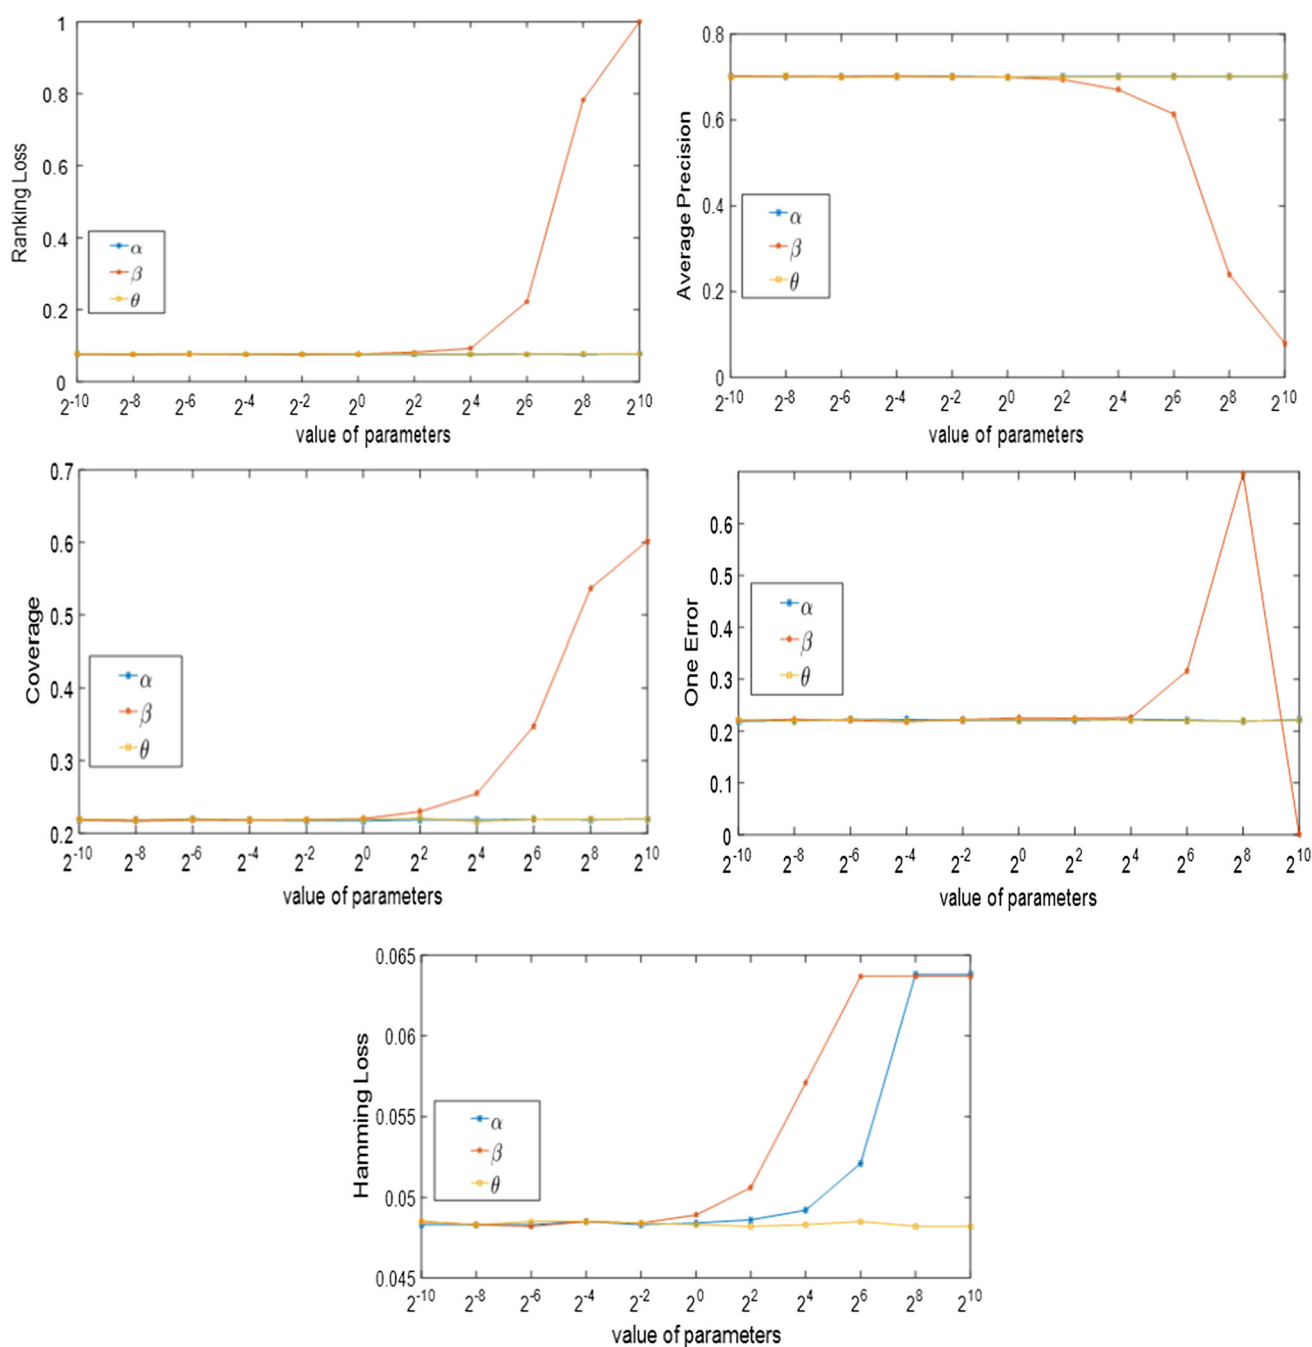 Ranking Loss
1
0.8
0.6
0.4
0.2
0
α
β
θ
2^-10 2^-8 2^-6 2^-4 2^-2 2^0 2^2 2^4 2^6 2^8 2^10
value of parameters
Average Precision
0.8
0.6
0.4
0.2
0
α
β
θ
2^-10 2^-8 2^-6 2^-4 2^-2 2^0 2^2 2^4 2^6 2^8 2^10
value of parameters
Coverage
0.7
0.6
0.5
0.4
0.3
0.2
α
β
θ
2^-10 2^-8 2^-6 2^-4 2^-2 2^0 2^2 2^4 2^6 2^8 2^10
value of parameters
One Error
0.6
0.5
0.4
0.3
0.2
0.1
0
α
β
θ
2^-10 2^-8 2^-6 2^-4 2^-2 2^0 2^2 2^4 2^6 2^8 2^10
value of parameters
Hamming Loss
0.065
0.06
0.055
0.05
0.045
α
β
θ
2^-10 2^-8 2^-6 2^-4 2^-2 2^0 2^2 2^4 2^6 2^8 2^10
value of parameters